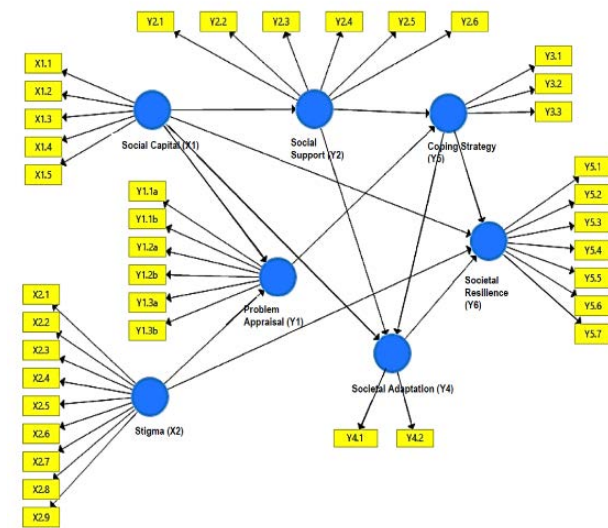 Y2.1
Y2.2
Y2.3
Y2.4
Y2.5
Y2.6
X1.1
X1.2
X1.3
X1.4
X1.5
Social Capital (X1)
Social
Support (Y2)
Coping Strategy
(Y5)
Y3.1
Y3.2
Y3.3
Y1.1a
Y1.1b
Y1.2a
Y1.2b
Y1.3a
Y1.3b
Problem
Appraisal (Y1)
Y5.1
Y5.2
Y5.3
Y5.4
Y5.5
Y5.6
Y5.7
Societal
Resilience
(Y6)
X2.1
X2.2
X2.3
X2.4
X2.5
X2.6
X2.7
X2.8
X2.9
Stigma (X2)
Societal Adaptation (Y4)
Y4.1
Y4.2